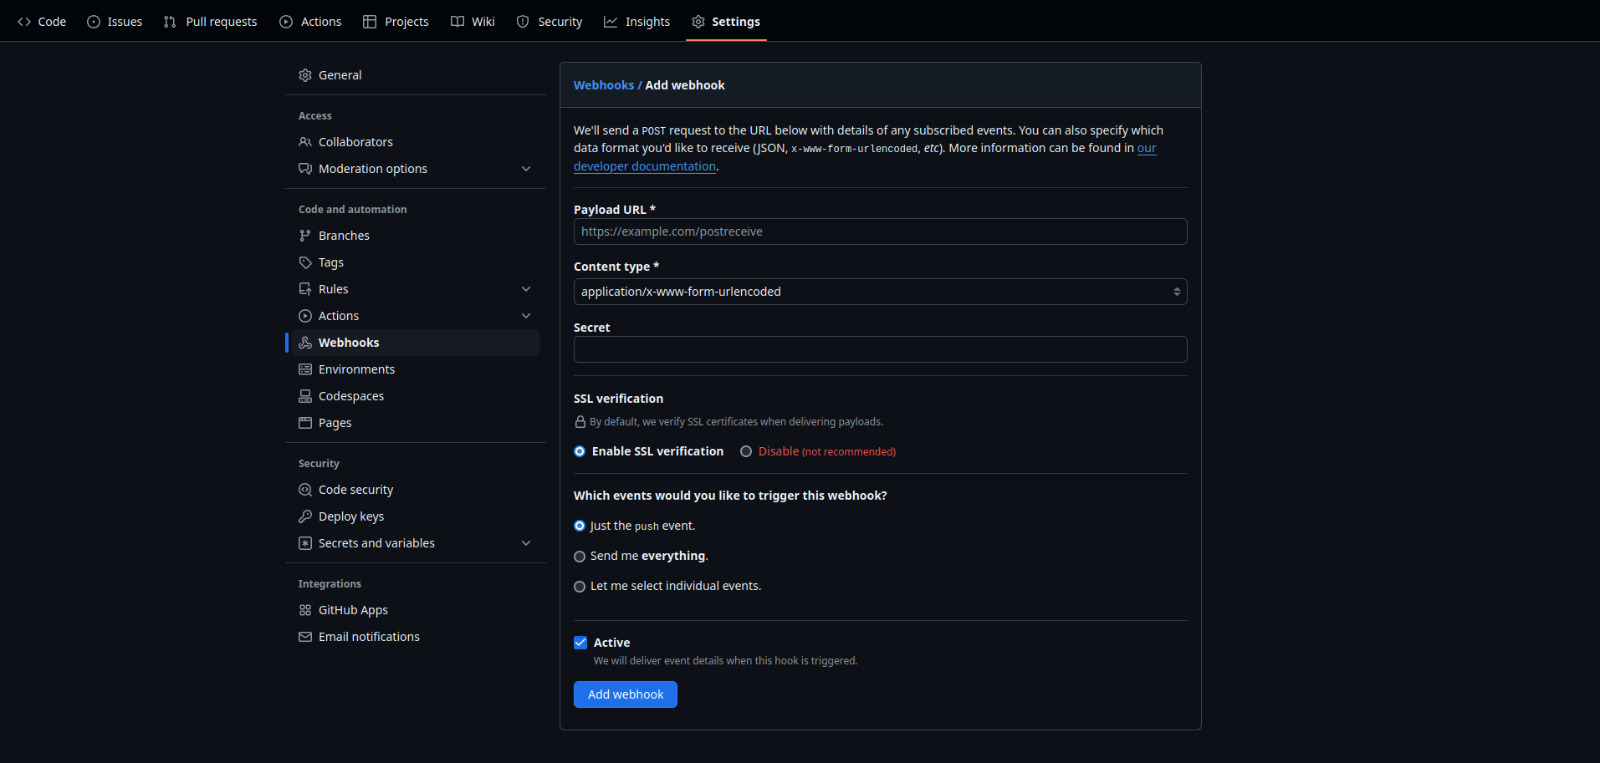 Code Issues Pull requests Actions Projects Wiki Security Insights Settings
General
Access
Collaborators
Moderation options
Code and automation
Branches
Tags
Rules
Actions
Webhooks
Environments
Codespaces
Pages
Security
Code security
Deploy keys
Secrets and variables
Integrations
GitHub Apps
Email notifications
Webhooks / Add webhook
We'll send a POST request to the URL below with details of any subscribed events. You can also specify which
data format you'd like to receive (JSON, x-www-form-urlencoded, etc). More information can be found in our
developer documentation.
Payload URL *
https://example.com/postreceive
Content type *
application/x-www-form-urlencoded
Secret
SSL verification
By default, we verify SSL certificates when delivering payloads.
Enable SSL verification Disable (not recommended)
Which events would you like to trigger this webhook?
Just the push event.
Send me everything.
Let me select individual events.
Active
We will deliver event details when this hook is triggered.
Add webhook